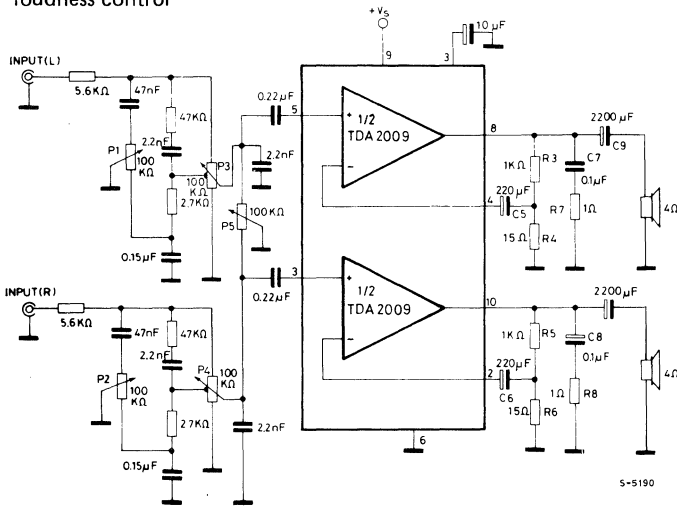 loudness control
+Vs
10 µF
9
3
INPUT(L)
5.6KΩ
47nF
47KΩ
2.2nF
P1
100
KΩ
P3
100
KΩ
2.7KΩ
0.15µF
0.22µF
5
2.2nF
100KΩ
P5
1/2
TDA 2009
+
−
8
4
220
µF
C5
1KΩ
R3
15Ω
R4
C7
0.1µF
R7
1Ω
2200µF
C9
4Ω
INPUT(R)
5.6KΩ
47nF
47KΩ
2.2nF
P2
100
KΩ
P4
100
KΩ
2.7KΩ
0.15µF
2.2nF
3
0.22µF
1/2
TDA 2009
+
−
10
2
220µF
C6
1KΩ
R5
15Ω
R6
C8
0.1µF
1Ω
R8
2200µF
4Ω
6
S-5190